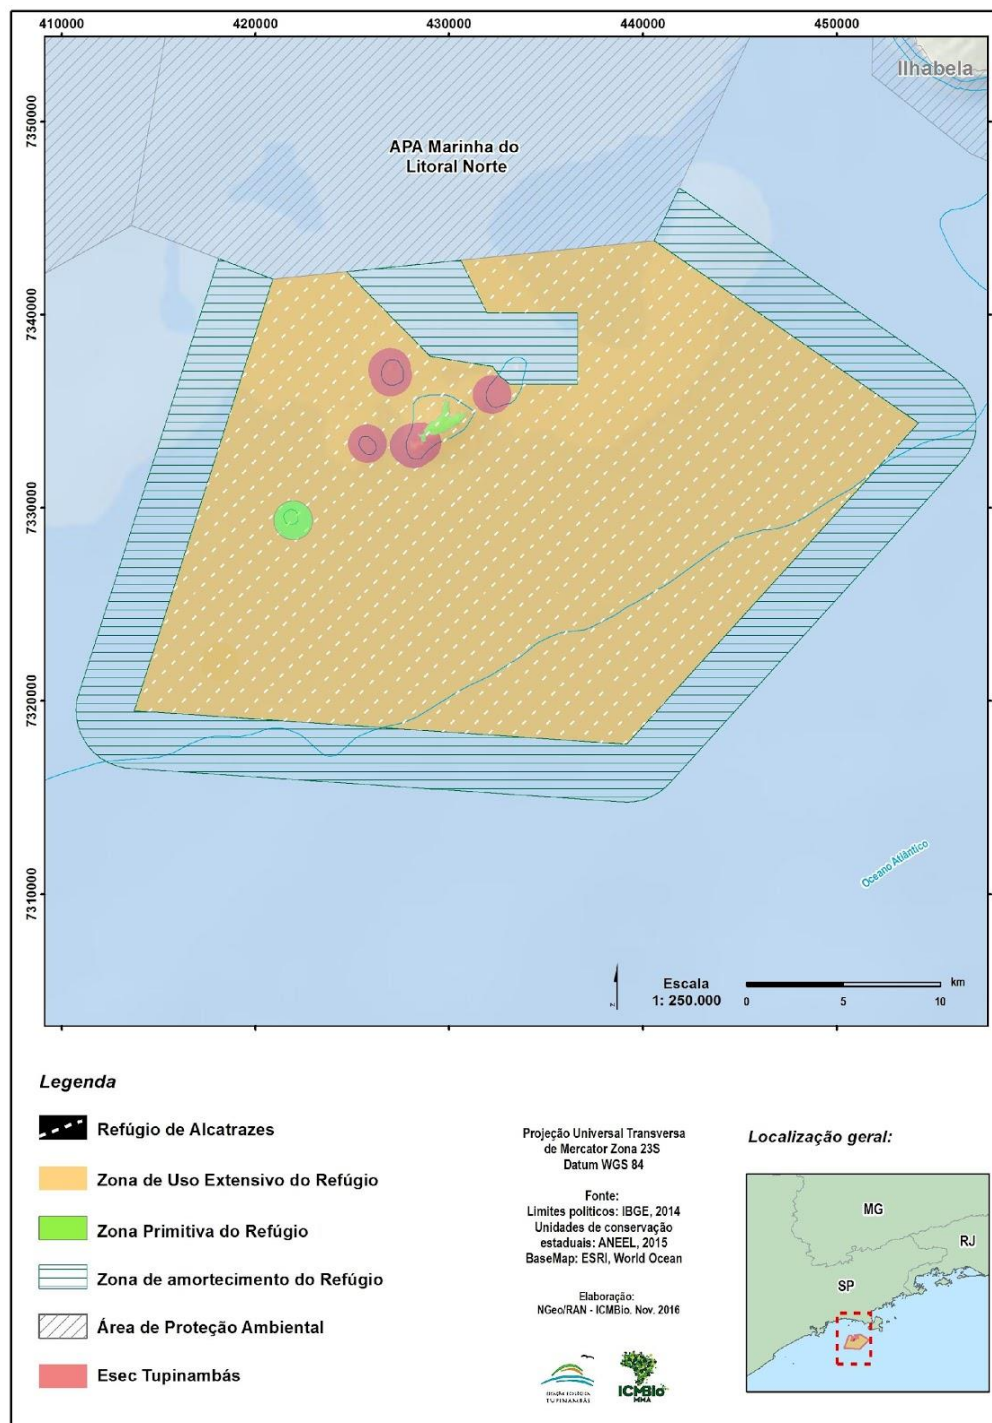 410000
420000
430000
440000
450000
Ilhabela
7350000
APA Marinha do
Litoral Norte
7340000
7330000
7320000
7310000
Oceano Atlântico
Escala
1: 250.000
km
0
5
10
Legenda
Refúgio de Alcatrazes
Zona de Uso Extensivo do Refúgio
Zona Primitiva do Refúgio
Zona de amortecimento do Refúgio
Área de Proteção Ambiental
Esec Tupinambás
Projeção Universal Transversa
de Mercator Zona 23S
Datum WGS 84
Fonte:
Limites políticos: IBGE, 2014
Unidades de conservação
estaduais: ANEEL, 2015
BaseMap: ESRI, World Ocean
Elaboração:
NGeo/RAN - ICMBio. Nov. 2016
TUPINAMBÁS
ICMBio
MMA
Localização geral:
MG
RJ
SP